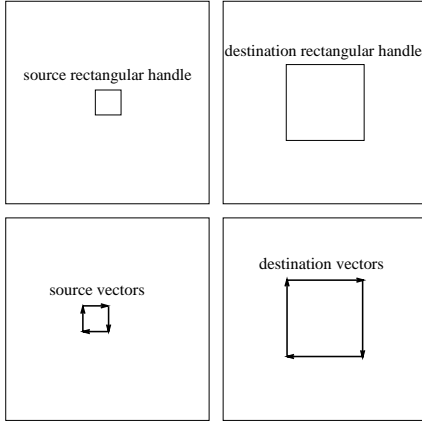 source rectangular handle
destination rectangular handle
source vectors
destination vectors